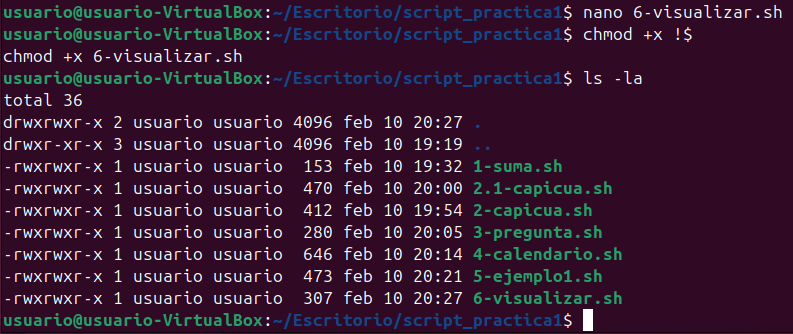 usuario@usuario-VirtualBox:~/Escritorio/script_practica1$ nano 6-visualizar.sh
usuario@usuario-VirtualBox:~/Escritorio/script_practica1$ chmod +x !$
chmod +x 6-visualizar.sh
usuario@usuario-VirtualBox:~/Escritorio/script_practica1$ ls -la
total 36
drwxrwxr-x 2 usuario usuario 4096 feb 10 20:27 .
drwxr-xr-x 3 usuario usuario 4096 feb 10 19:19 ..
-rwxrwxr-x 1 usuario usuario  153 feb 10 19:32 1-suma.sh
-rwxrwxr-x 1 usuario usuario  470 feb 10 20:00 2.1-capicua.sh
-rwxrwxr-x 1 usuario usuario  412 feb 10 19:54 2-capicua.sh
-rwxrwxr-x 1 usuario usuario  280 feb 10 20:05 3-pregunta.sh
-rwxrwxr-x 1 usuario usuario  646 feb 10 20:14 4-calendario.sh
-rwxrwxr-x 1 usuario usuario  473 feb 10 20:21 5-ejemplo1.sh
-rwxrwxr-x 1 usuario usuario  307 feb 10 20:27 6-visualizar.sh
usuario@usuario-VirtualBox:~/Escritorio/script_practica1$